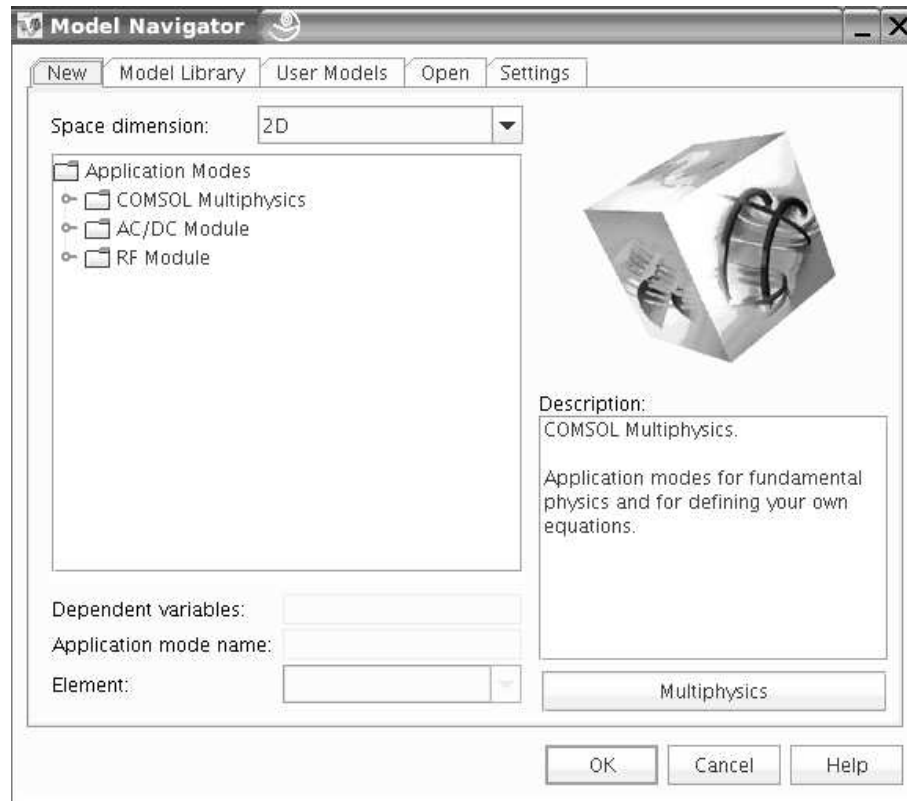 Model Navigator
New Model Library User Models Open Settings
Space dimension: 2D
Application Modes
COMSOL Multiphysics
AC/DC Module
RF Module
Description:
COMSOL Multiphysics.
Application modes for fundamental
physics and for defining your own
equations.
Dependent variables:
Application mode name:
Element:
Multiphysics
OK Cancel Help